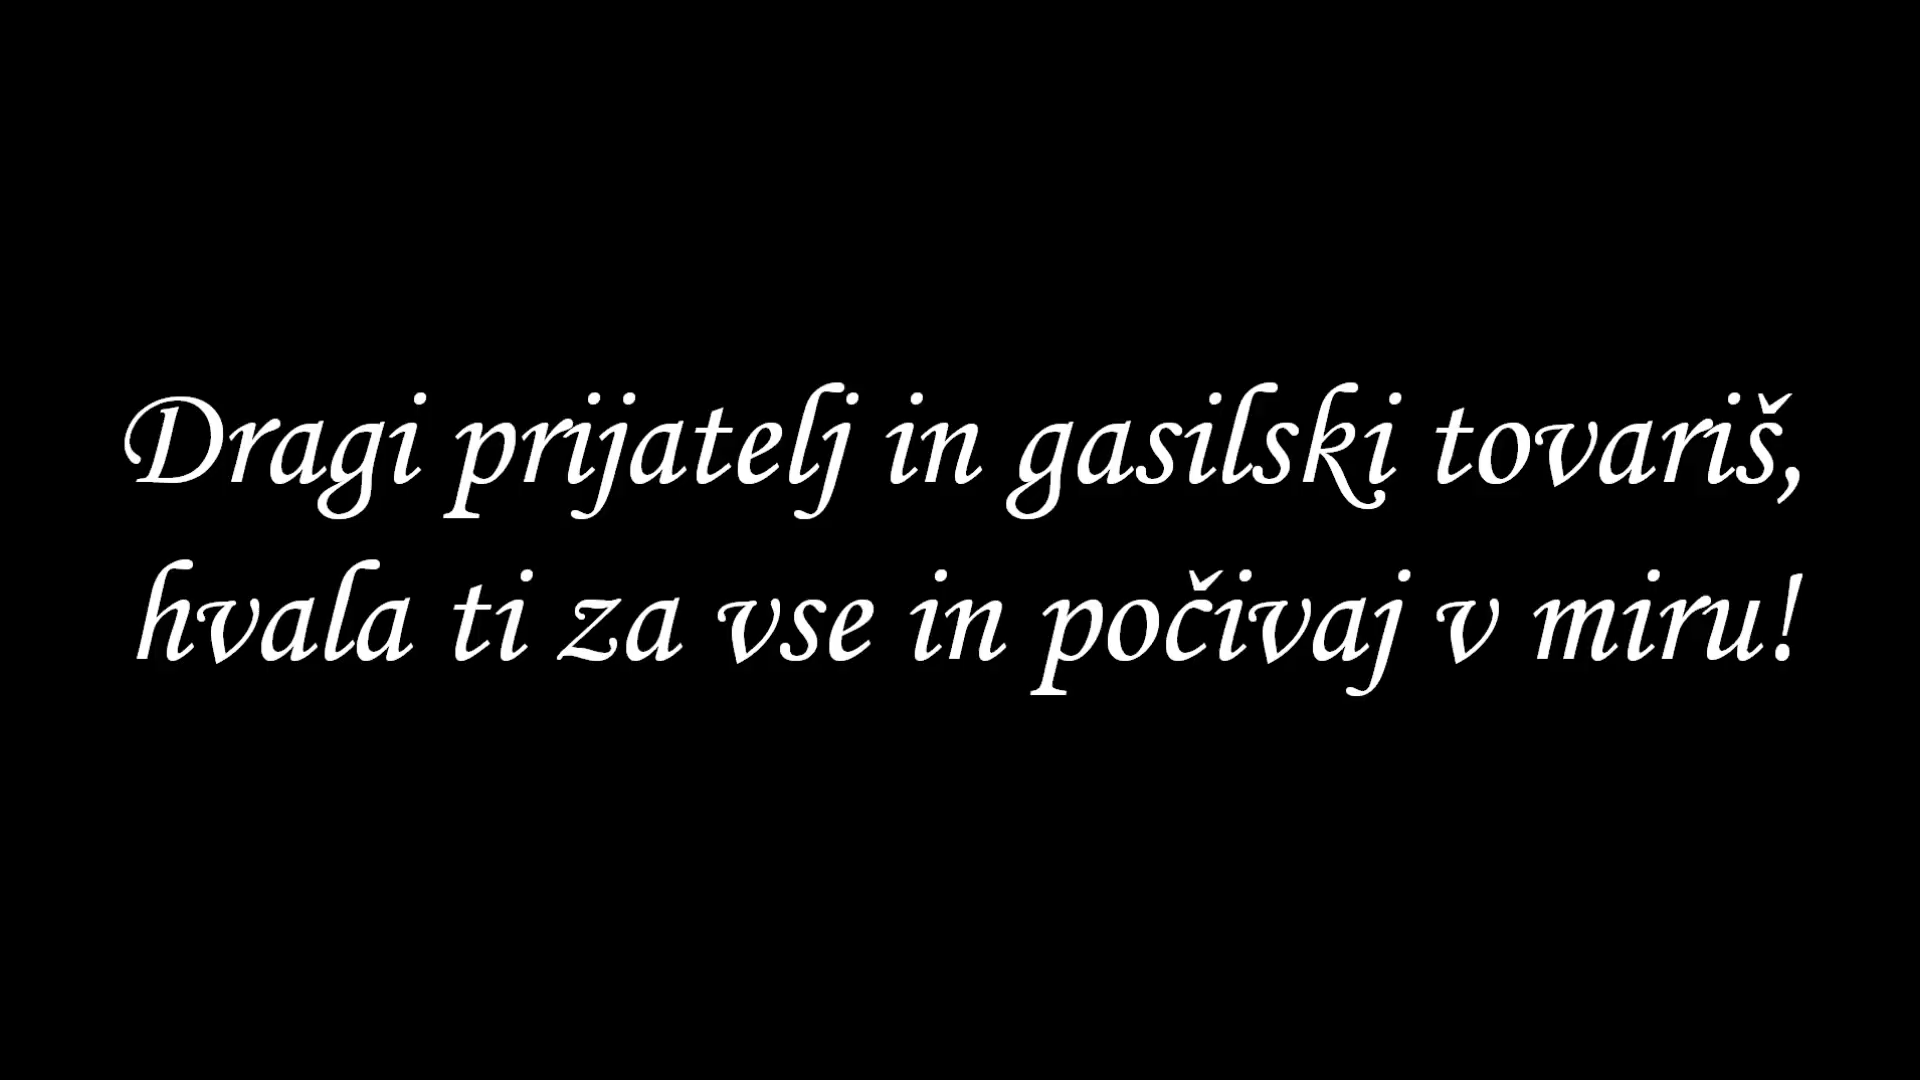 Dragi prijatelj in gasilski tovariš,
hvala ti za vse in počivaj v miru!